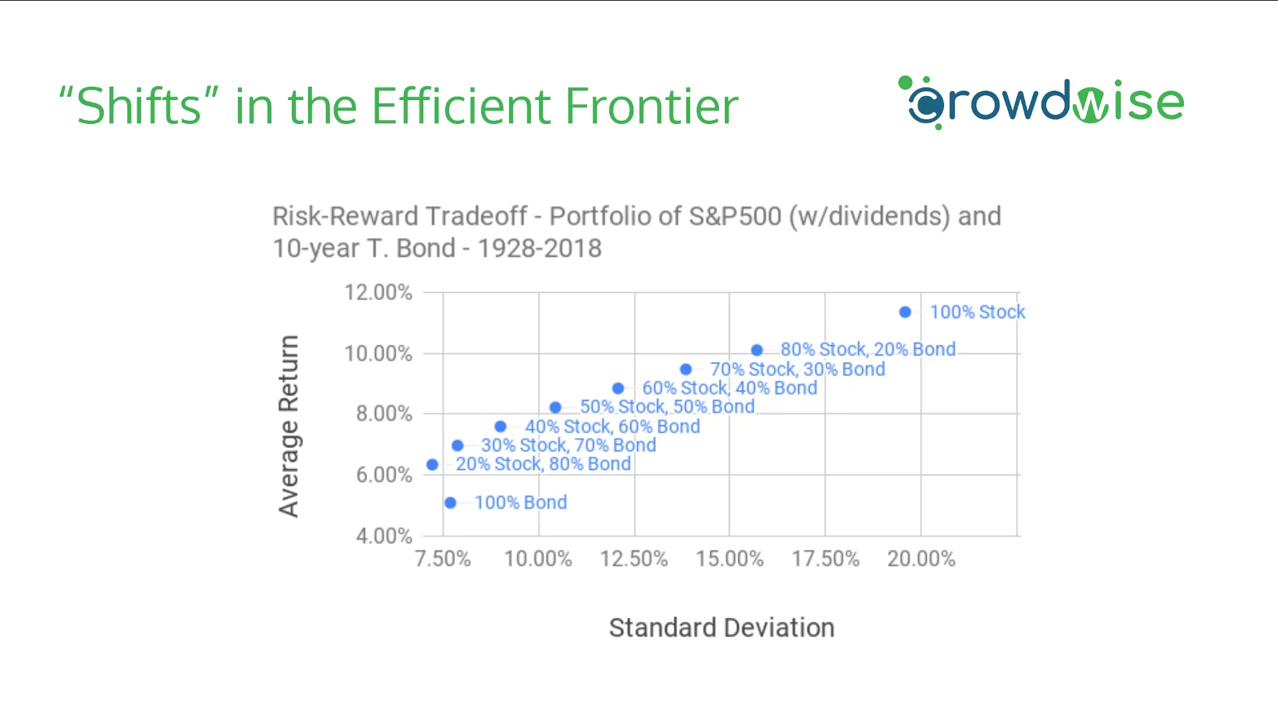 “Shifts” in the Efficient Frontier
crowdwise
Risk-Reward Tradeoff - Portfolio of S&P500 (w/dividends) and
10-year T. Bond - 1928-2018
12.00%
100% Stock
10.00%
80% Stock, 20% Bond
70% Stock, 30% Bond
60% Stock, 40% Bond
8.00%
50% Stock, 50% Bond
40% Stock, 60% Bond
30% Stock, 70% Bond
20% Stock, 80% Bond
6.00%
100% Bond
4.00%
Average Return
7.50% 10.00% 12.50% 15.00% 17.50% 20.00%
Standard Deviation